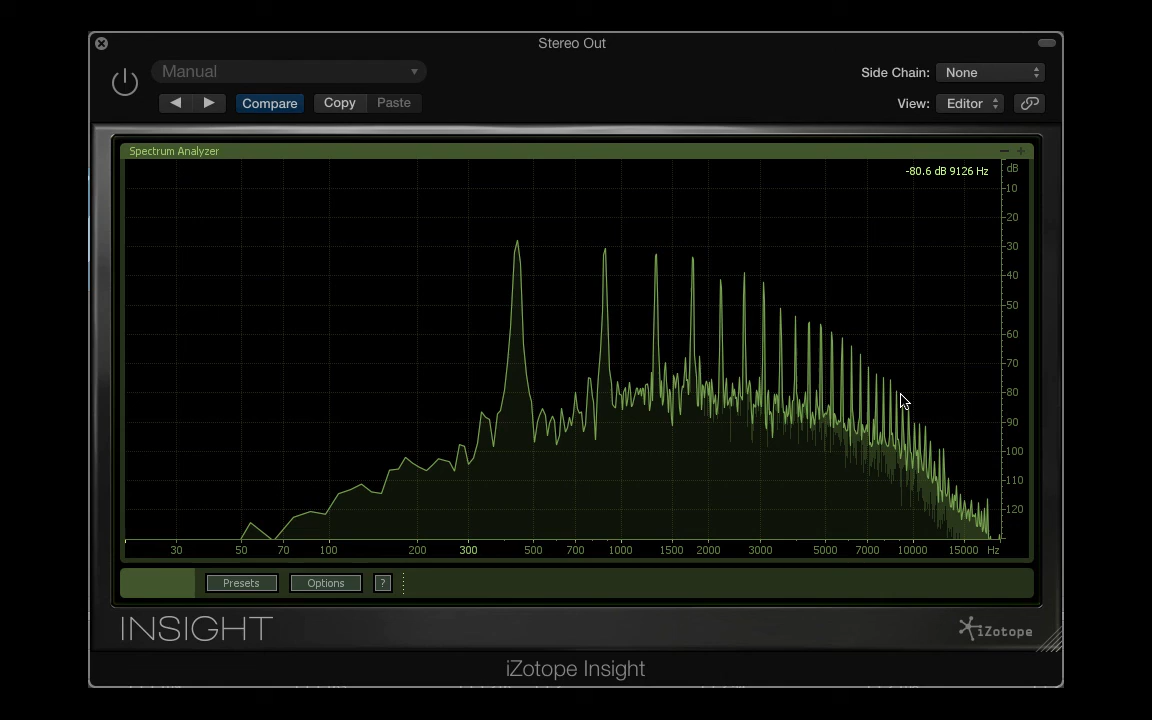 Stereo Out
Manual
Side Chain: None
Compare Copy Paste
View: Editor
Spectrum Analyzer
-80.6 dB 9126 Hz
dB
10
20
30
40
50
60
70
80
90
100
110
120
30 50 70 100 200 300 500 700 1000 1500 2000 3000 5000 7000 10000 15000 Hz
Presets Options ?
INSIGHT
iZotope
iZotope Insight